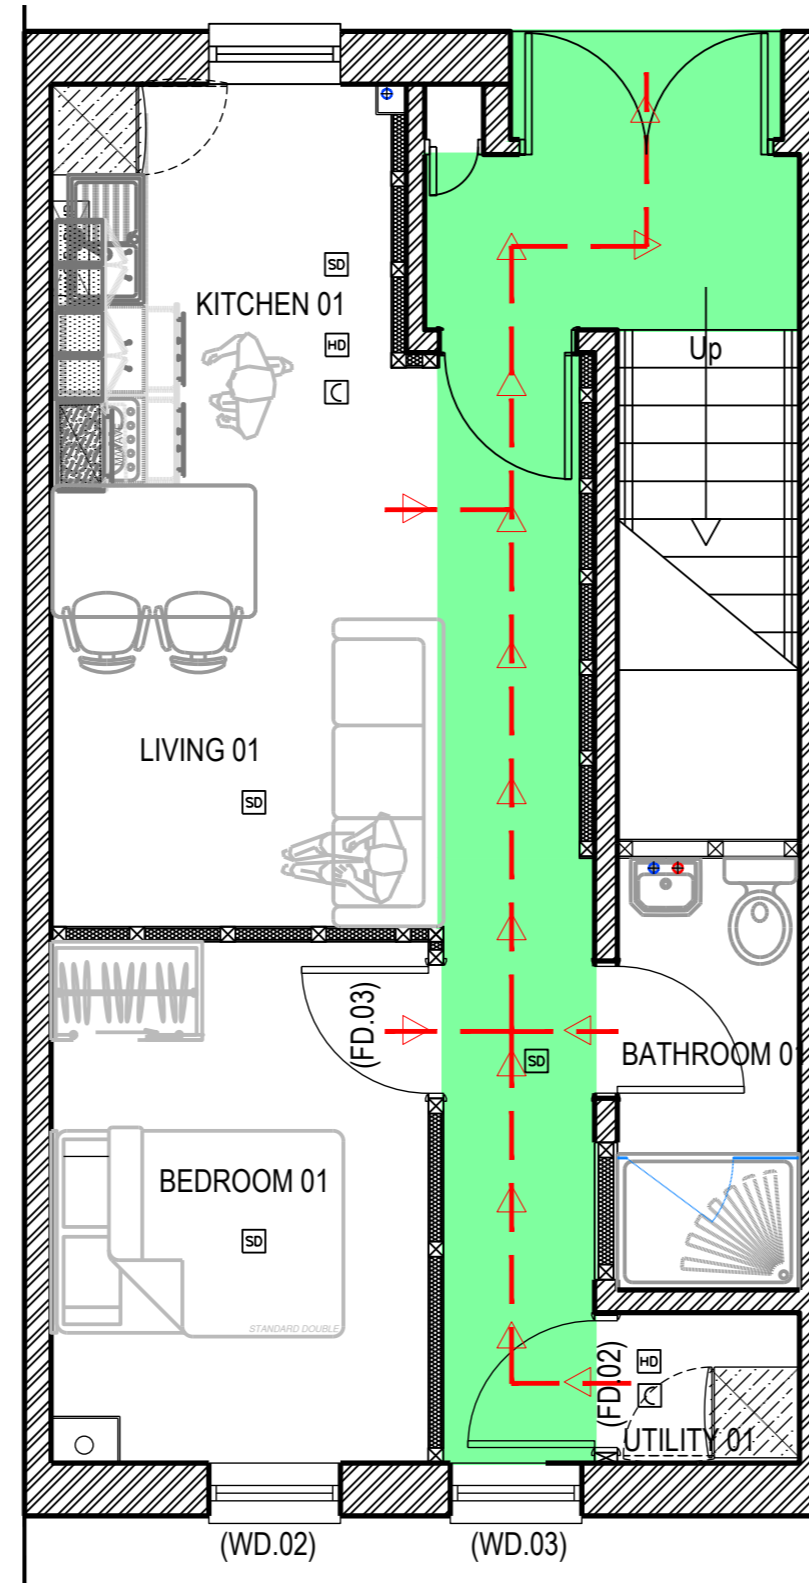 SD
KITCHEN 01
HD
Up
LIVING 01
SD
(FD.03)
SD
BATHROOM 01
BEDROOM 01
SD
STANDARD DOUBLE
(FD.02)
HD
UTILITY 01
(WD.02)
(WD.03)